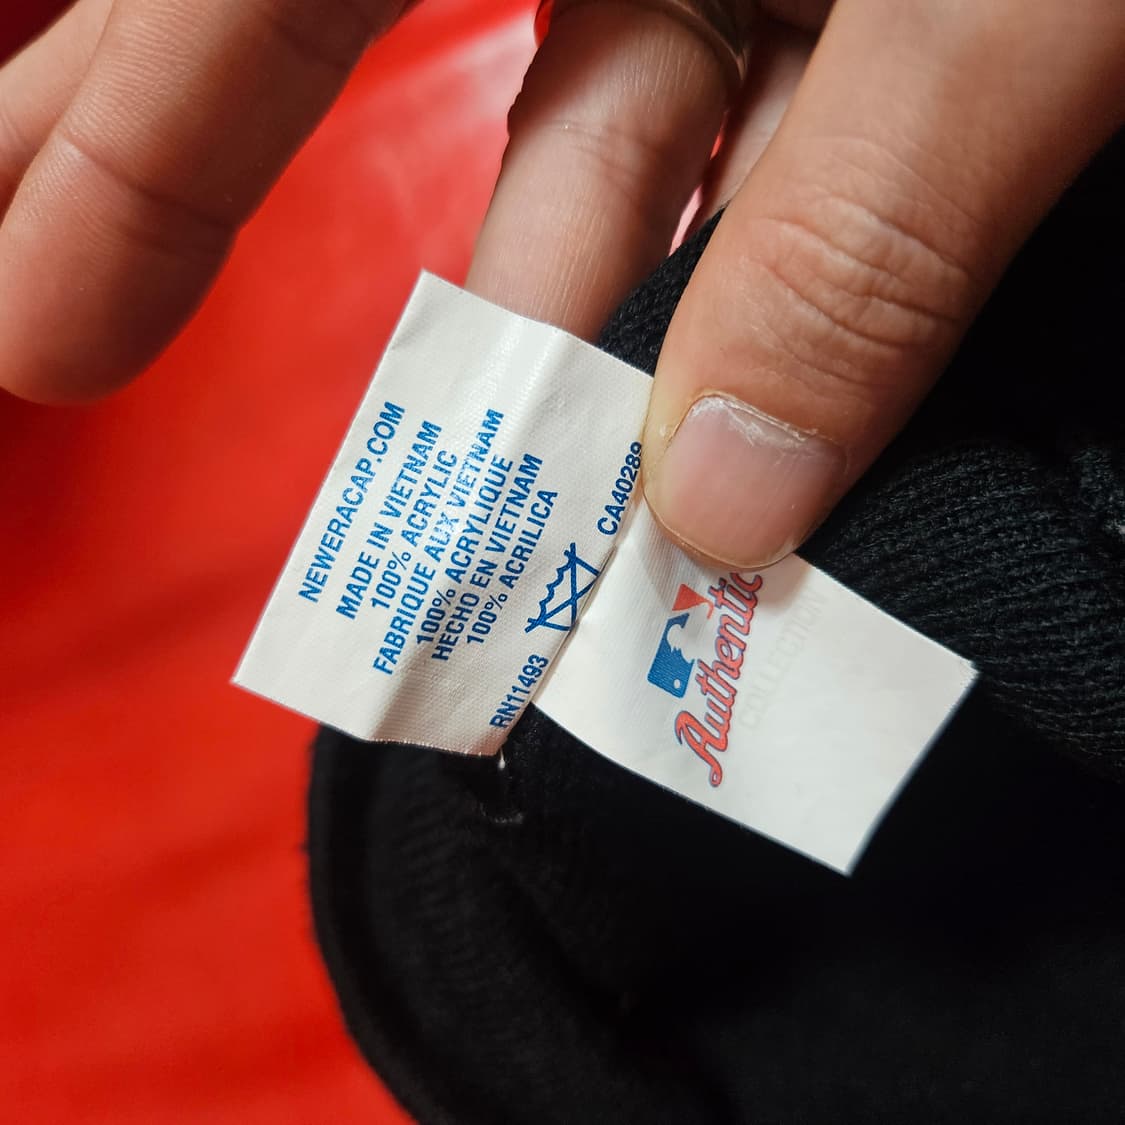 NEWERACAP.COM
MADE IN VIETNAM
100% ACRYLIC
FABRIQUE AUX VIETNAM
100% ACRYLIQUE
HECHO EN VIETNAM
100% ACRILICA
RN11493
CA40289
Authentic
COLLECTION